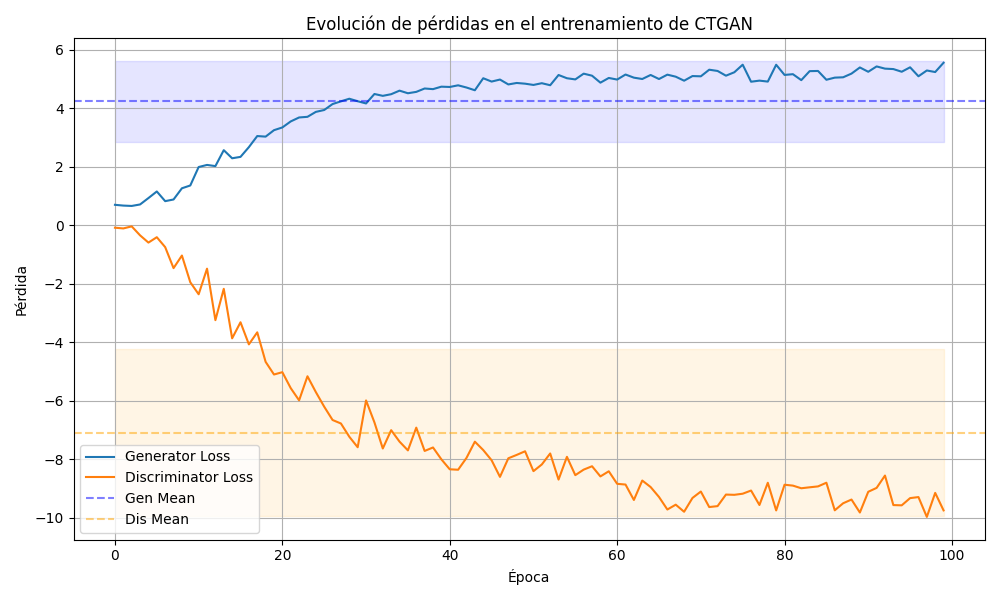 Evolución de pérdidas en el entrenamiento de CTGAN
Pérdida
6
4
2
0
−2
−4
−6
−8
−10
Generator Loss
Discriminator Loss
Gen Mean
Dis Mean
0 20 40 60 80 100
Época